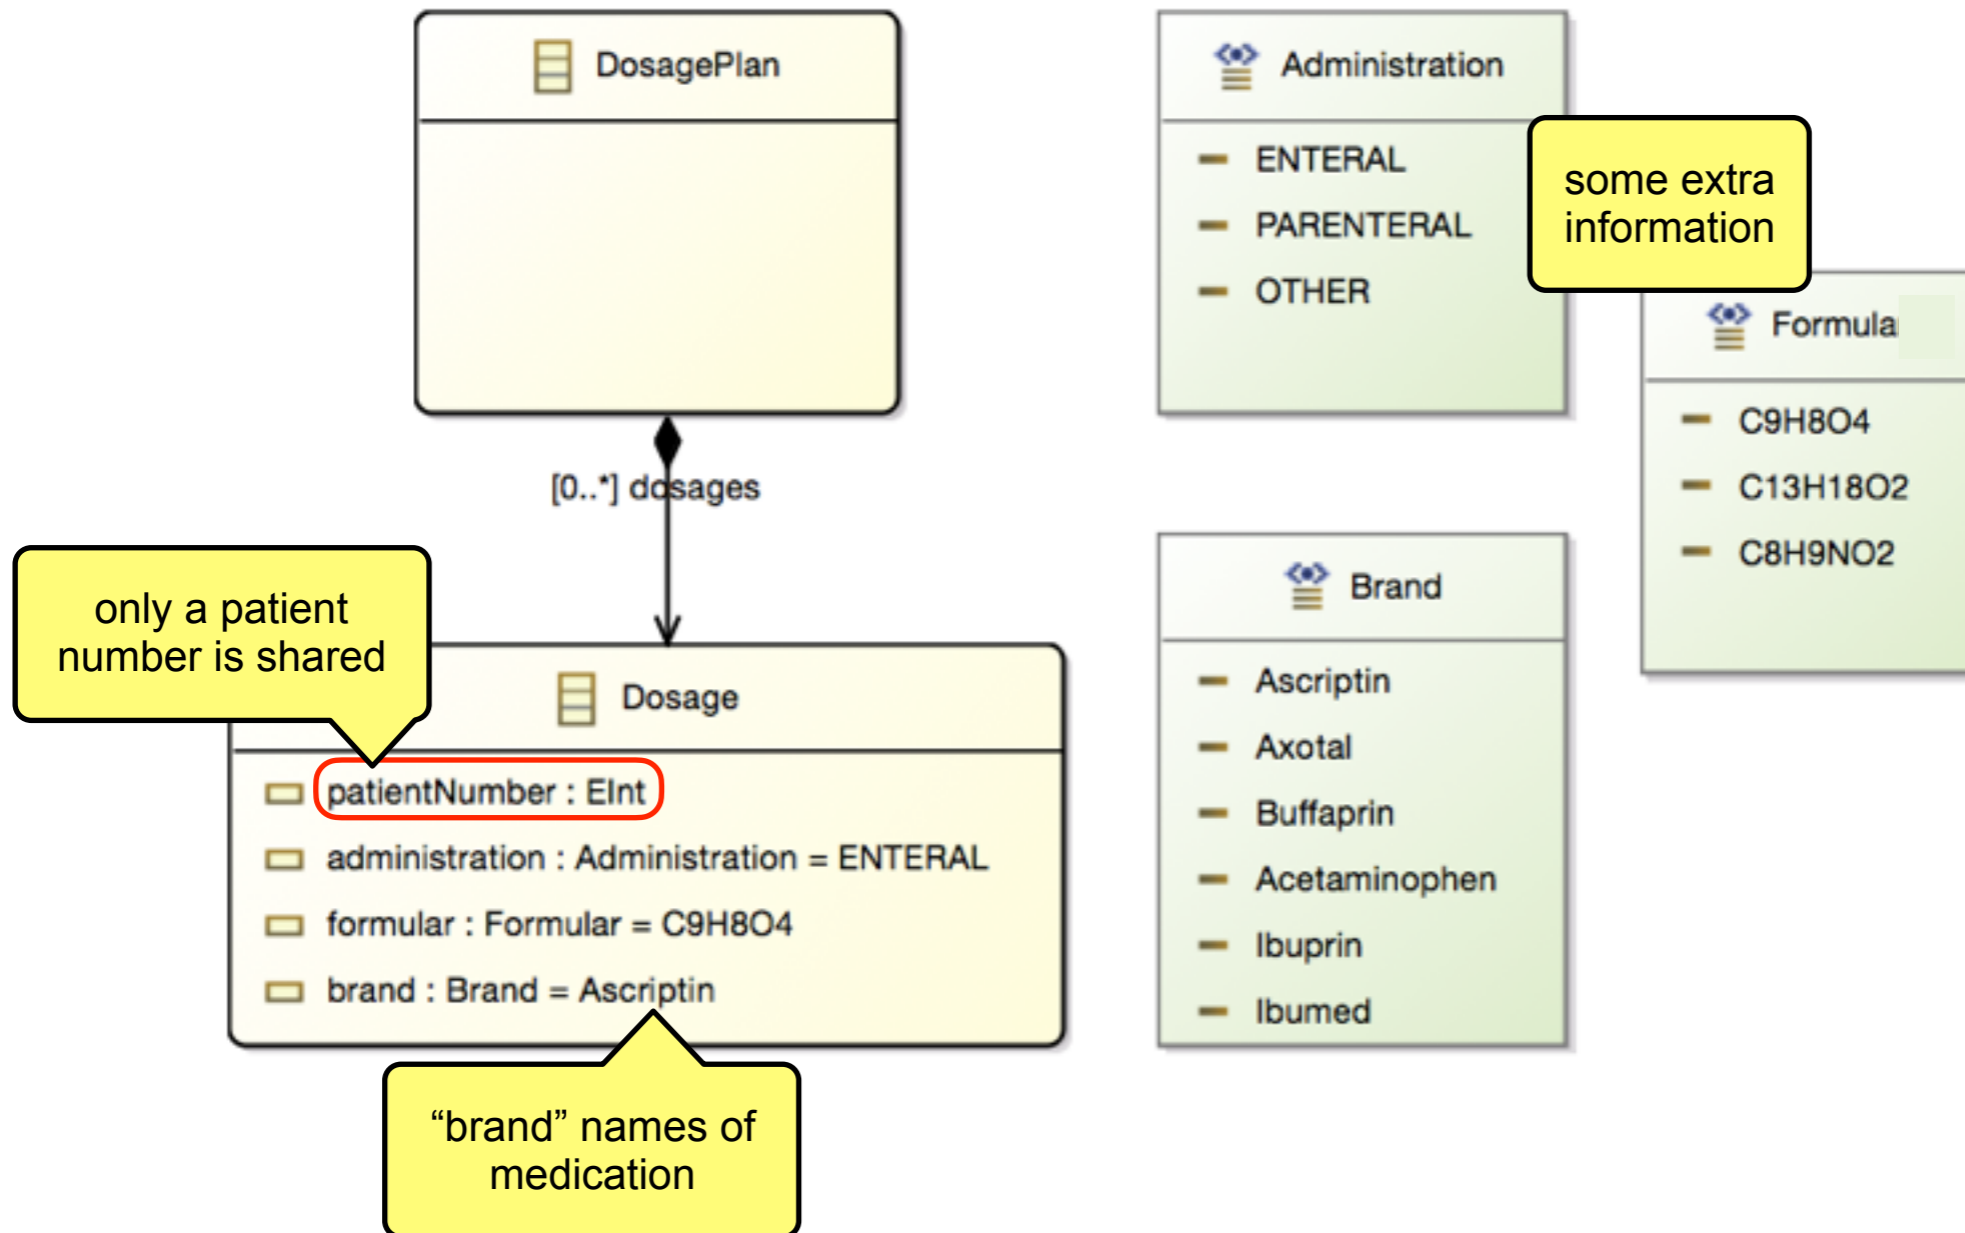 DosagePlan
[0..*] dosages
only a patient
number is shared
Dosage
patientNumber : EInt
administration : Administration = ENTERAL
formular : Formular = C9H8O4
brand : Brand = Ascriptin
“brand” names of
medication
Administration
ENTERAL
PARENTERAL
OTHER
some extra
information
Formula
C9H8O4
C13H18O2
C8H9NO2
Brand
Ascriptin
Axotal
Buffaprin
Acetaminophen
Ibuprin
Ibumed